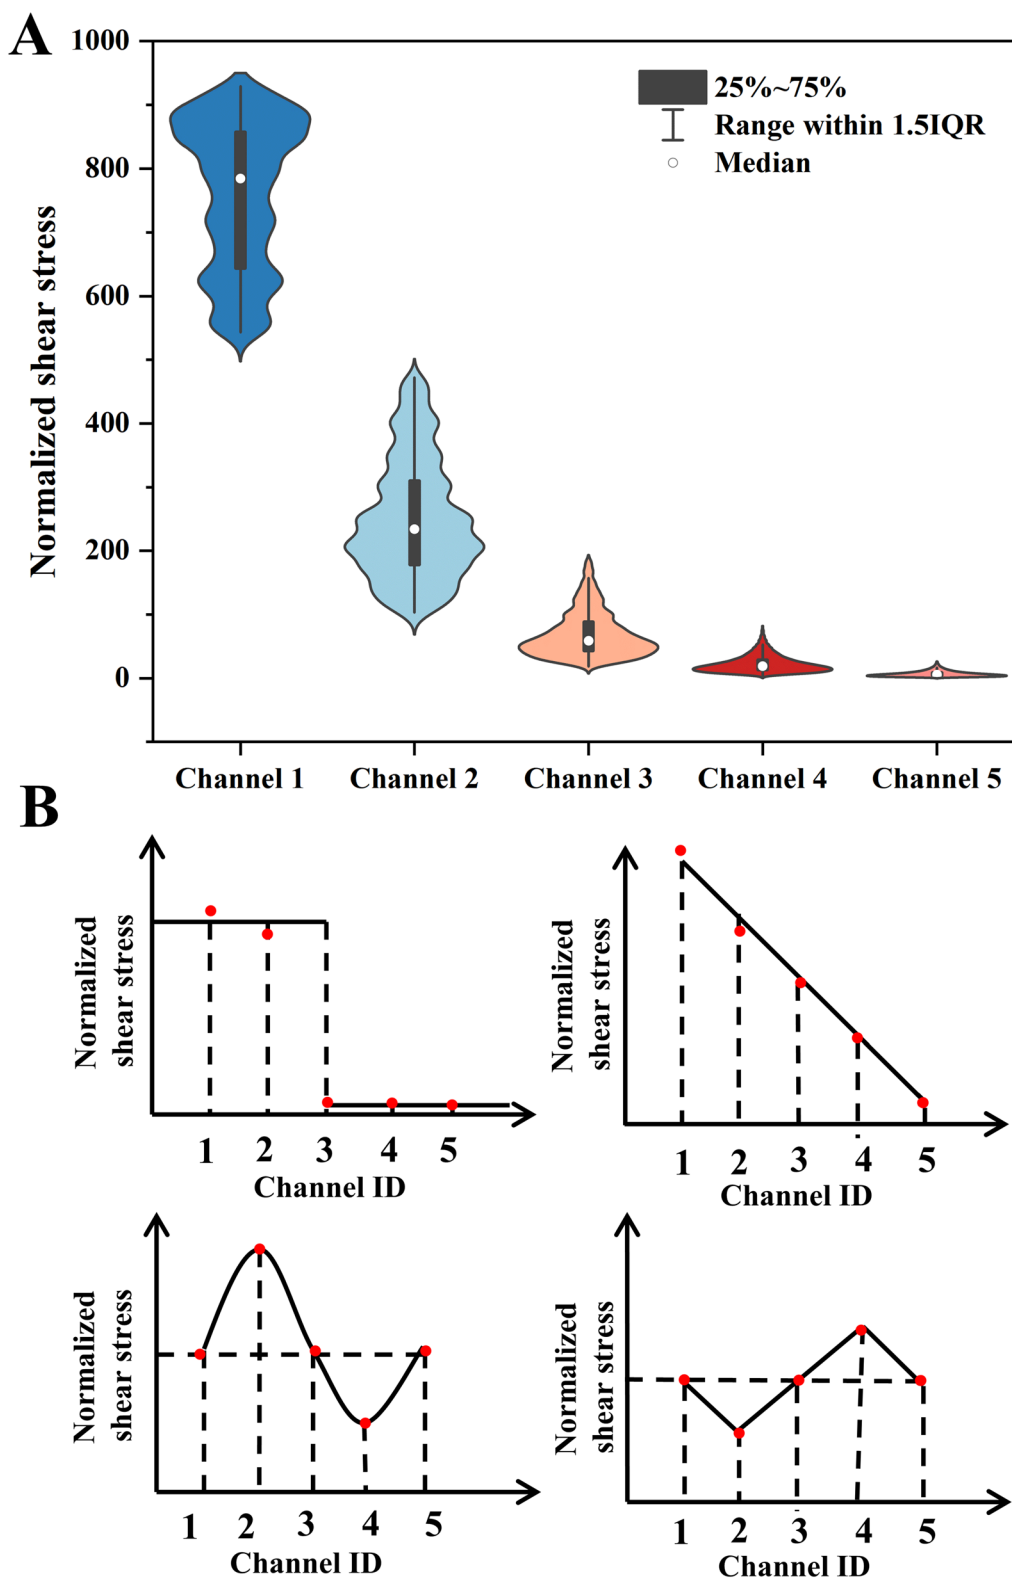 A
1000
800
600
400
200
0
Normalized shear stress
25%~75%
Range within 1.5IQR
Median
Channel 1
Channel 2
Channel 3
Channel 4
Channel 5
B
Normalized
shear stress
1
2
3
4
5
Channel ID
Normalized
shear stress
1
2
3
4
5
Channel ID
Normalized
shear stress
1
2
3
4
5
Channel ID
Normalized
shear stress
1
2
3
4
5
Channel ID